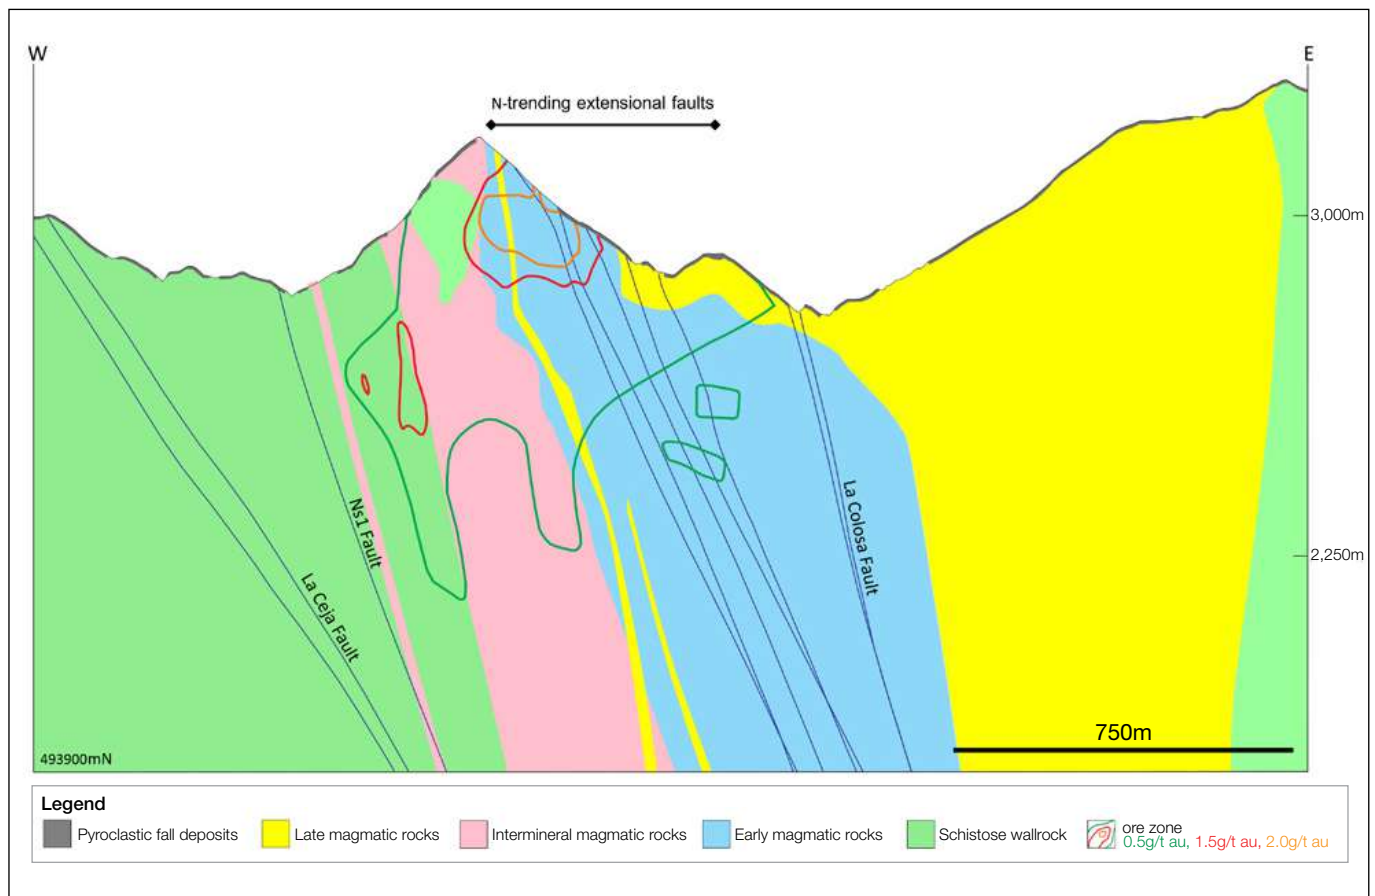 W
E
N-trending extensional faults
3,000m
2,250m
Ns1 Fault
La Ceja Fault
La Colosa Fault
750m
493900mN
Legend
Pyroclastic fall deposits
Late magmatic rocks
Intermineral magmatic rocks
Early magmatic rocks
Schistose wallrock
ore zone
0.5g/t au, 1.5g/t au, 2.0g/t au